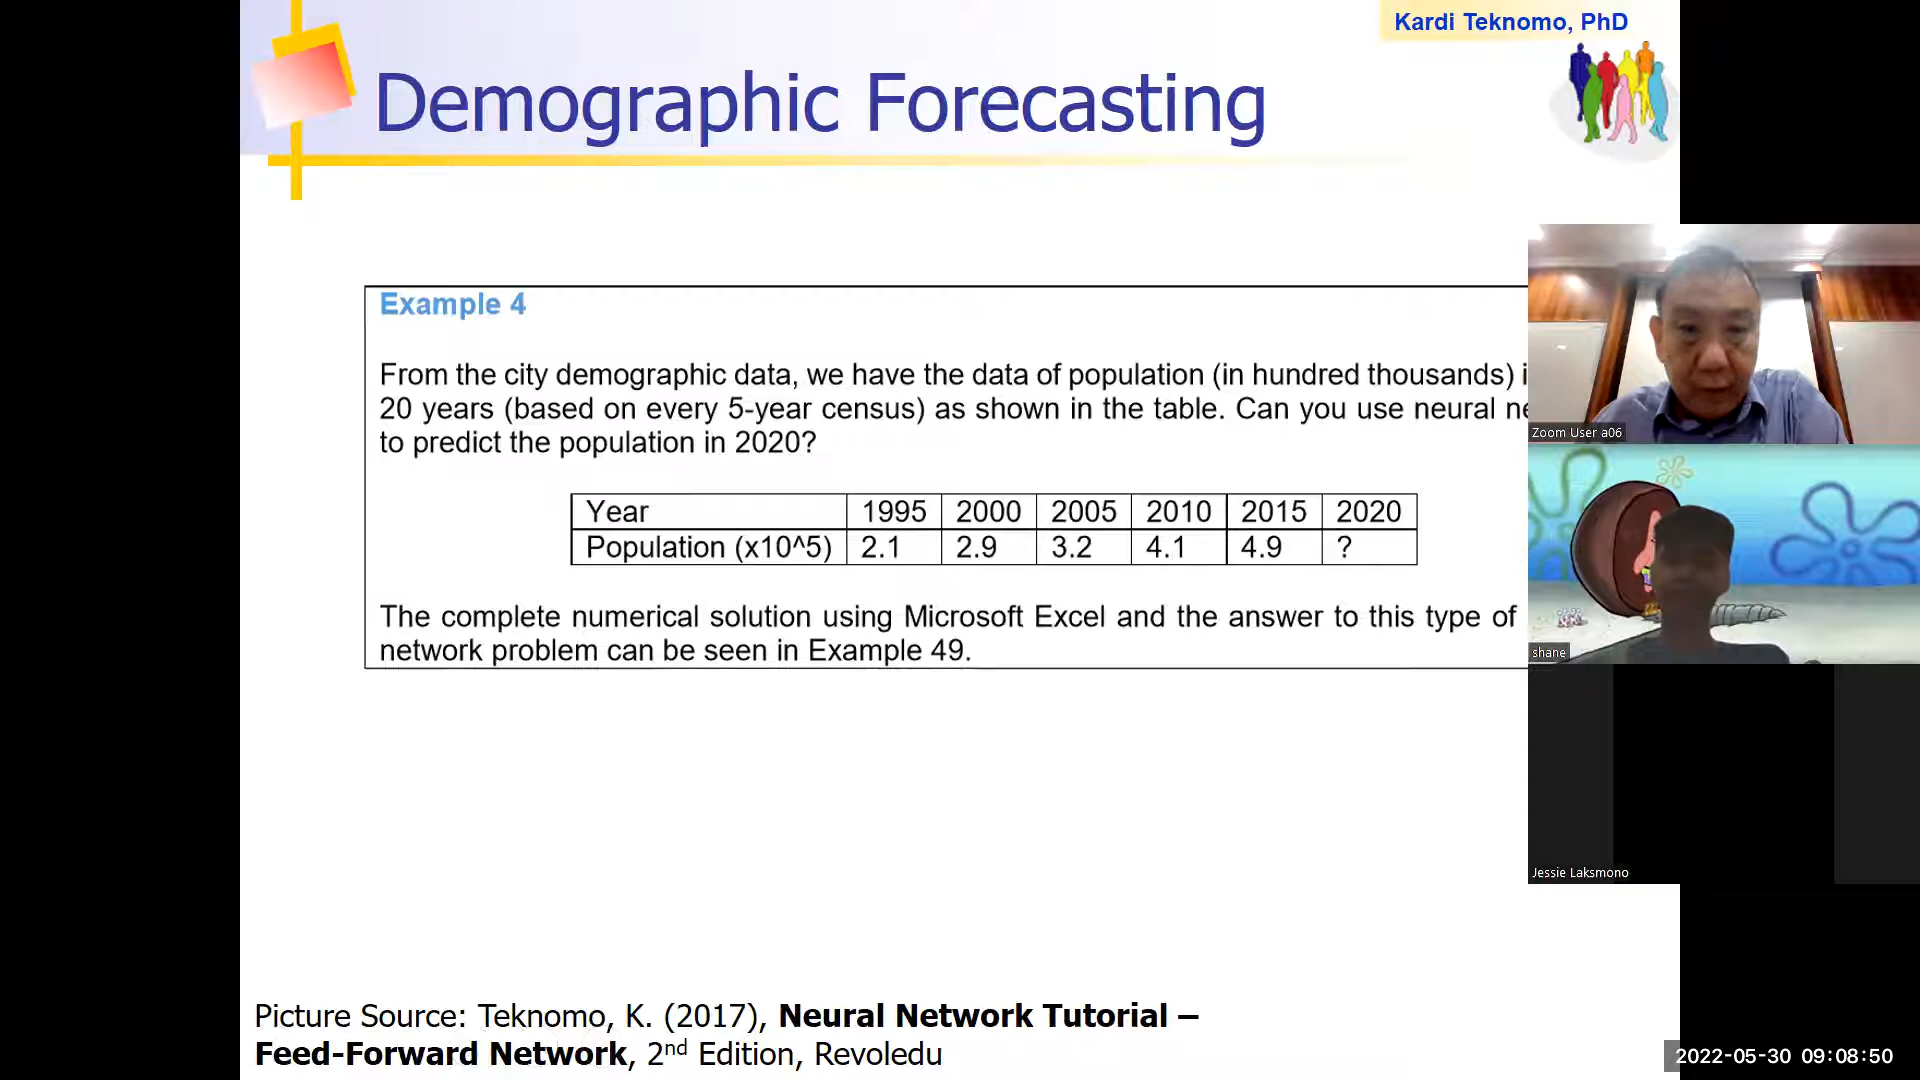 Kardi Teknomo, PhD
Demographic Forecasting
Example 4
From the city demographic data, we have the data of population (in hundred thousands)
20 years (based on every 5-year census) as shown in the table. Can you use neural
to predict the population in 2020?
Year 1995 2000 2005 2010 2015 2020
Population (x10^5) 2.1 2.9 3.2 4.1 4.9 ?
The complete numerical solution using Microsoft Excel and the answer to this type of
network problem can be seen in Example 49.
Zoom User a06
shane
Jessie Laksmono
Picture Source: Teknomo, K. (2017), Neural Network Tutorial –
Feed-Forward Network, 2nd Edition, Revoledu
2022-05-30 09:08:50